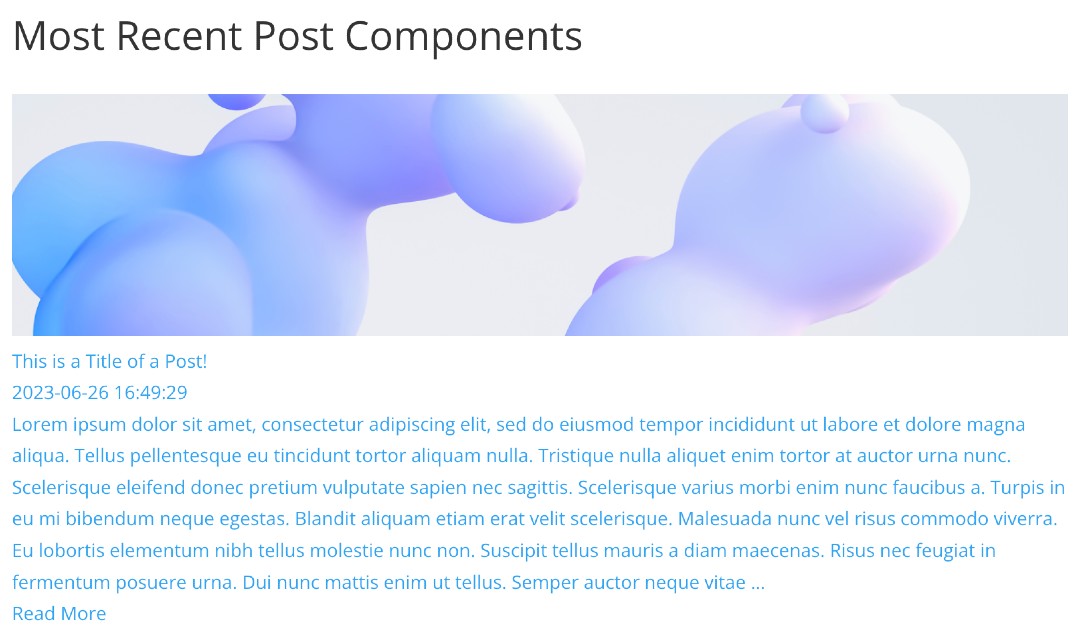 Most Recent Post Components
This is a Title of a Post!
2023-06-26 16:49:29
Lorem ipsum dolor sit amet, consectetur adipiscing elit, sed do eiusmod tempor incididunt ut labore et dolore magna
aliqua. Tellus pellentesque eu tincidunt tortor aliquam nulla. Tristique nulla aliquet enim tortor at auctor urna nunc.
Scelerisque eleifend donec pretium vulputate sapien nec sagittis. Scelerisque varius morbi enim nunc faucibus a. Turpis in
eu mi bibendum neque egestas. Blandit aliquam etiam erat velit scelerisque. Malesuada nunc vel risus commodo viverra.
Eu lobortis elementum nibh tellus molestie nunc non. Suscipit tellus mauris a diam maecenas. Risus nec feugiat in
fermentum posuere urna. Dui nunc mattis enim ut tellus. Semper auctor neque vitae ...
Read More